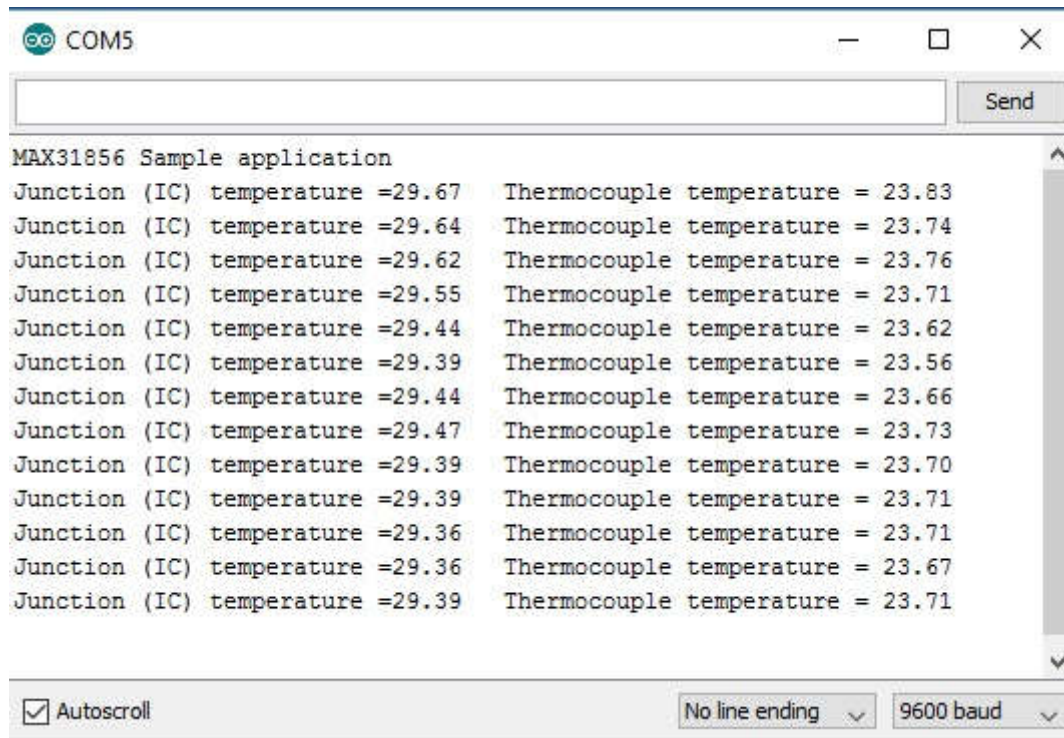 COM5
Send
MAX31856 Sample application
Junction (IC) temperature =29.67 Thermocouple temperature = 23.83
Junction (IC) temperature =29.64 Thermocouple temperature = 23.74
Junction (IC) temperature =29.62 Thermocouple temperature = 23.76
Junction (IC) temperature =29.55 Thermocouple temperature = 23.71
Junction (IC) temperature =29.44 Thermocouple temperature = 23.62
Junction (IC) temperature =29.39 Thermocouple temperature = 23.56
Junction (IC) temperature =29.44 Thermocouple temperature = 23.66
Junction (IC) temperature =29.47 Thermocouple temperature = 23.73
Junction (IC) temperature =29.39 Thermocouple temperature = 23.70
Junction (IC) temperature =29.39 Thermocouple temperature = 23.71
Junction (IC) temperature =29.36 Thermocouple temperature = 23.71
Junction (IC) temperature =29.36 Thermocouple temperature = 23.67
Junction (IC) temperature =29.39 Thermocouple temperature = 23.71
Autoscroll No line ending 9600 baud